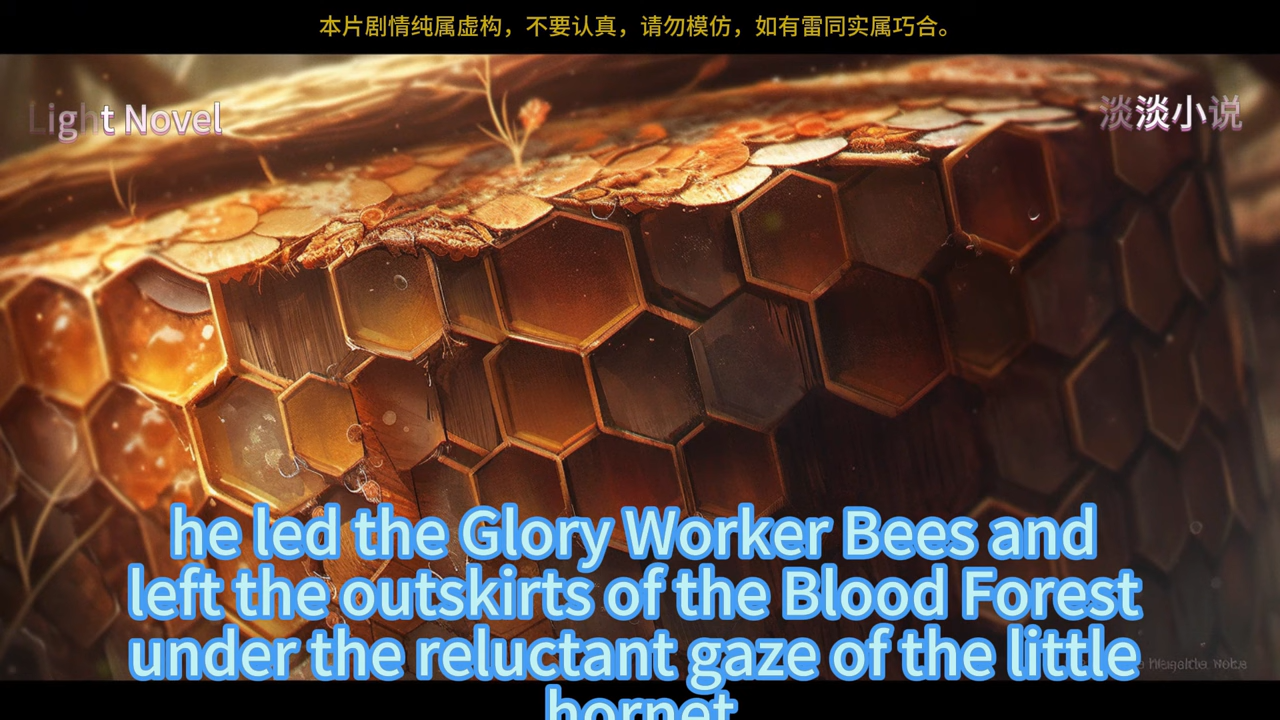 本片剧情纯属虚构，不要认真，请勿模仿，如有雷同实属巧合。
Light Novel
淡淡小说
he led the Glory Worker Bees and
left the outskirts of the Blood Forest
under the reluctant gaze of the little
hornet